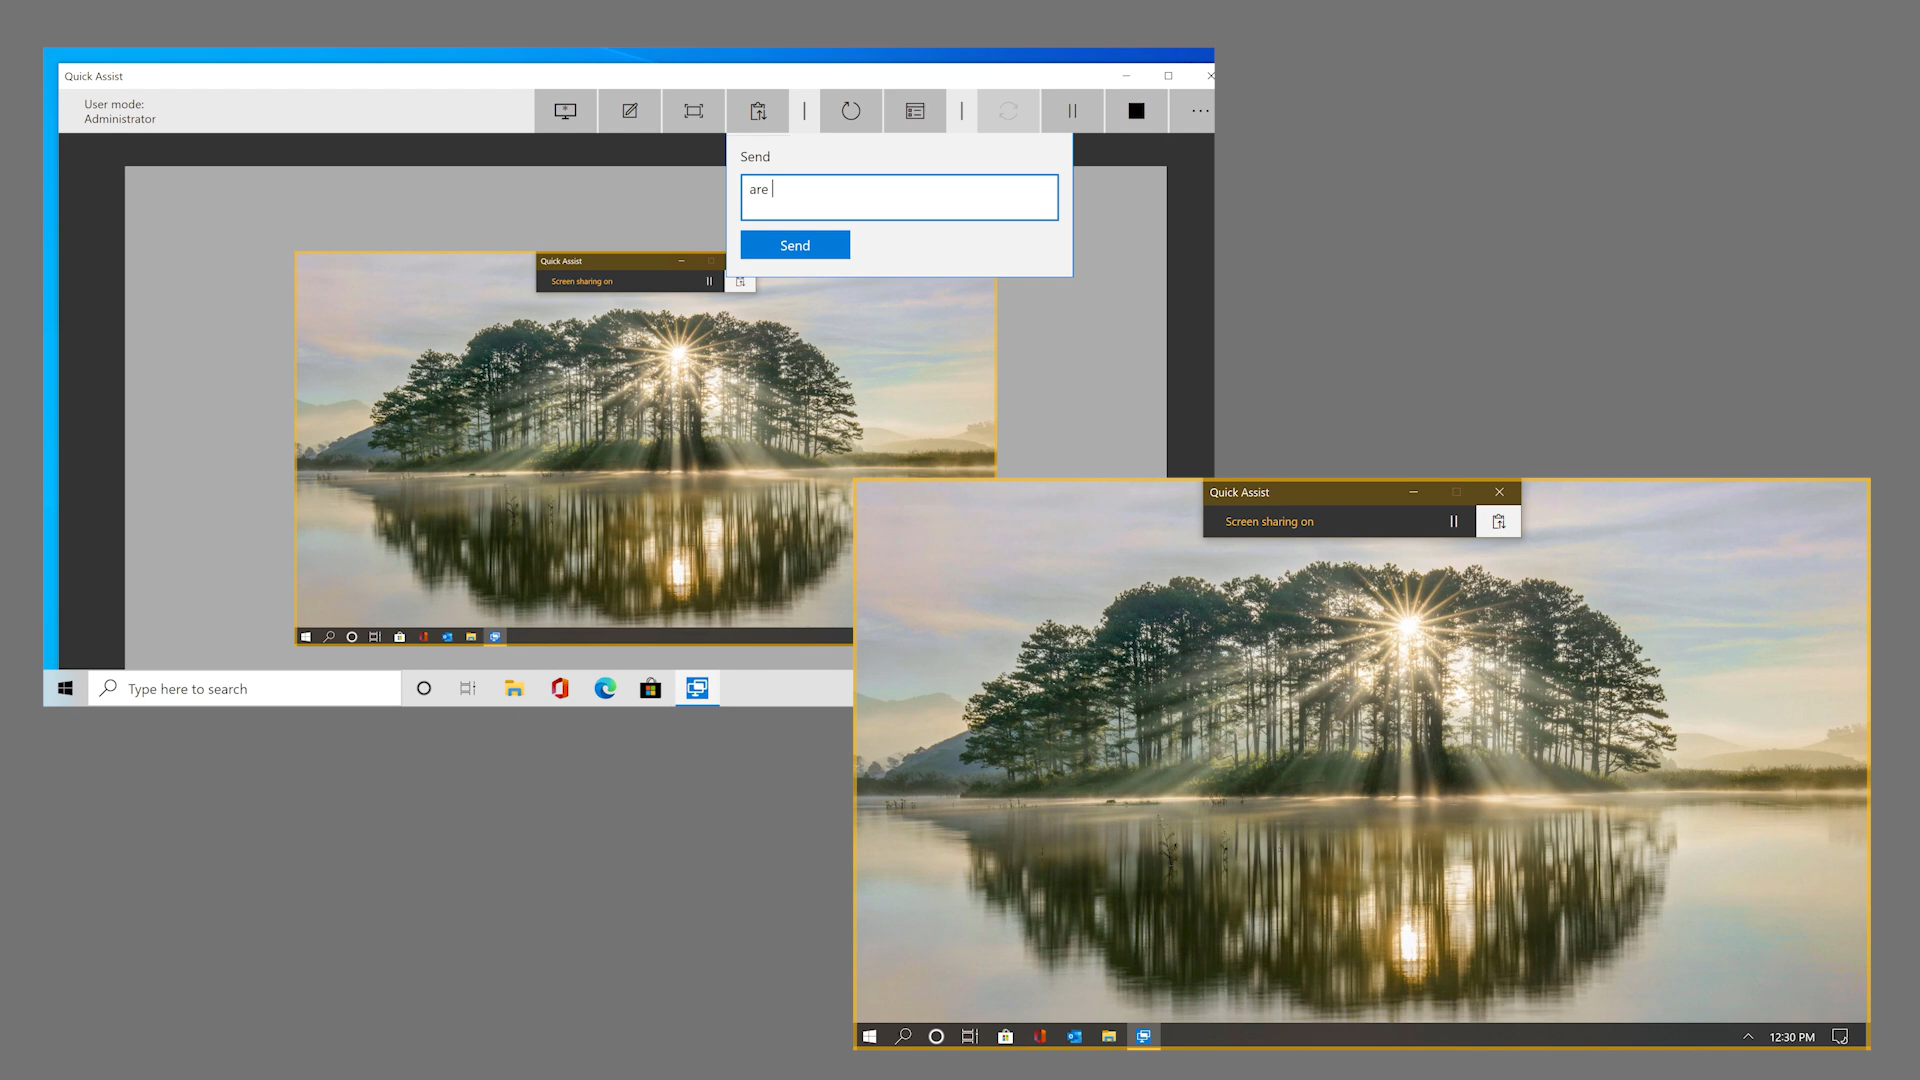 Quick Assist
User mode:
Administrator
Send
are
Send
Quick Assist
Screen sharing on
Type here to search
Quick Assist
Screen sharing on
12:30 PM